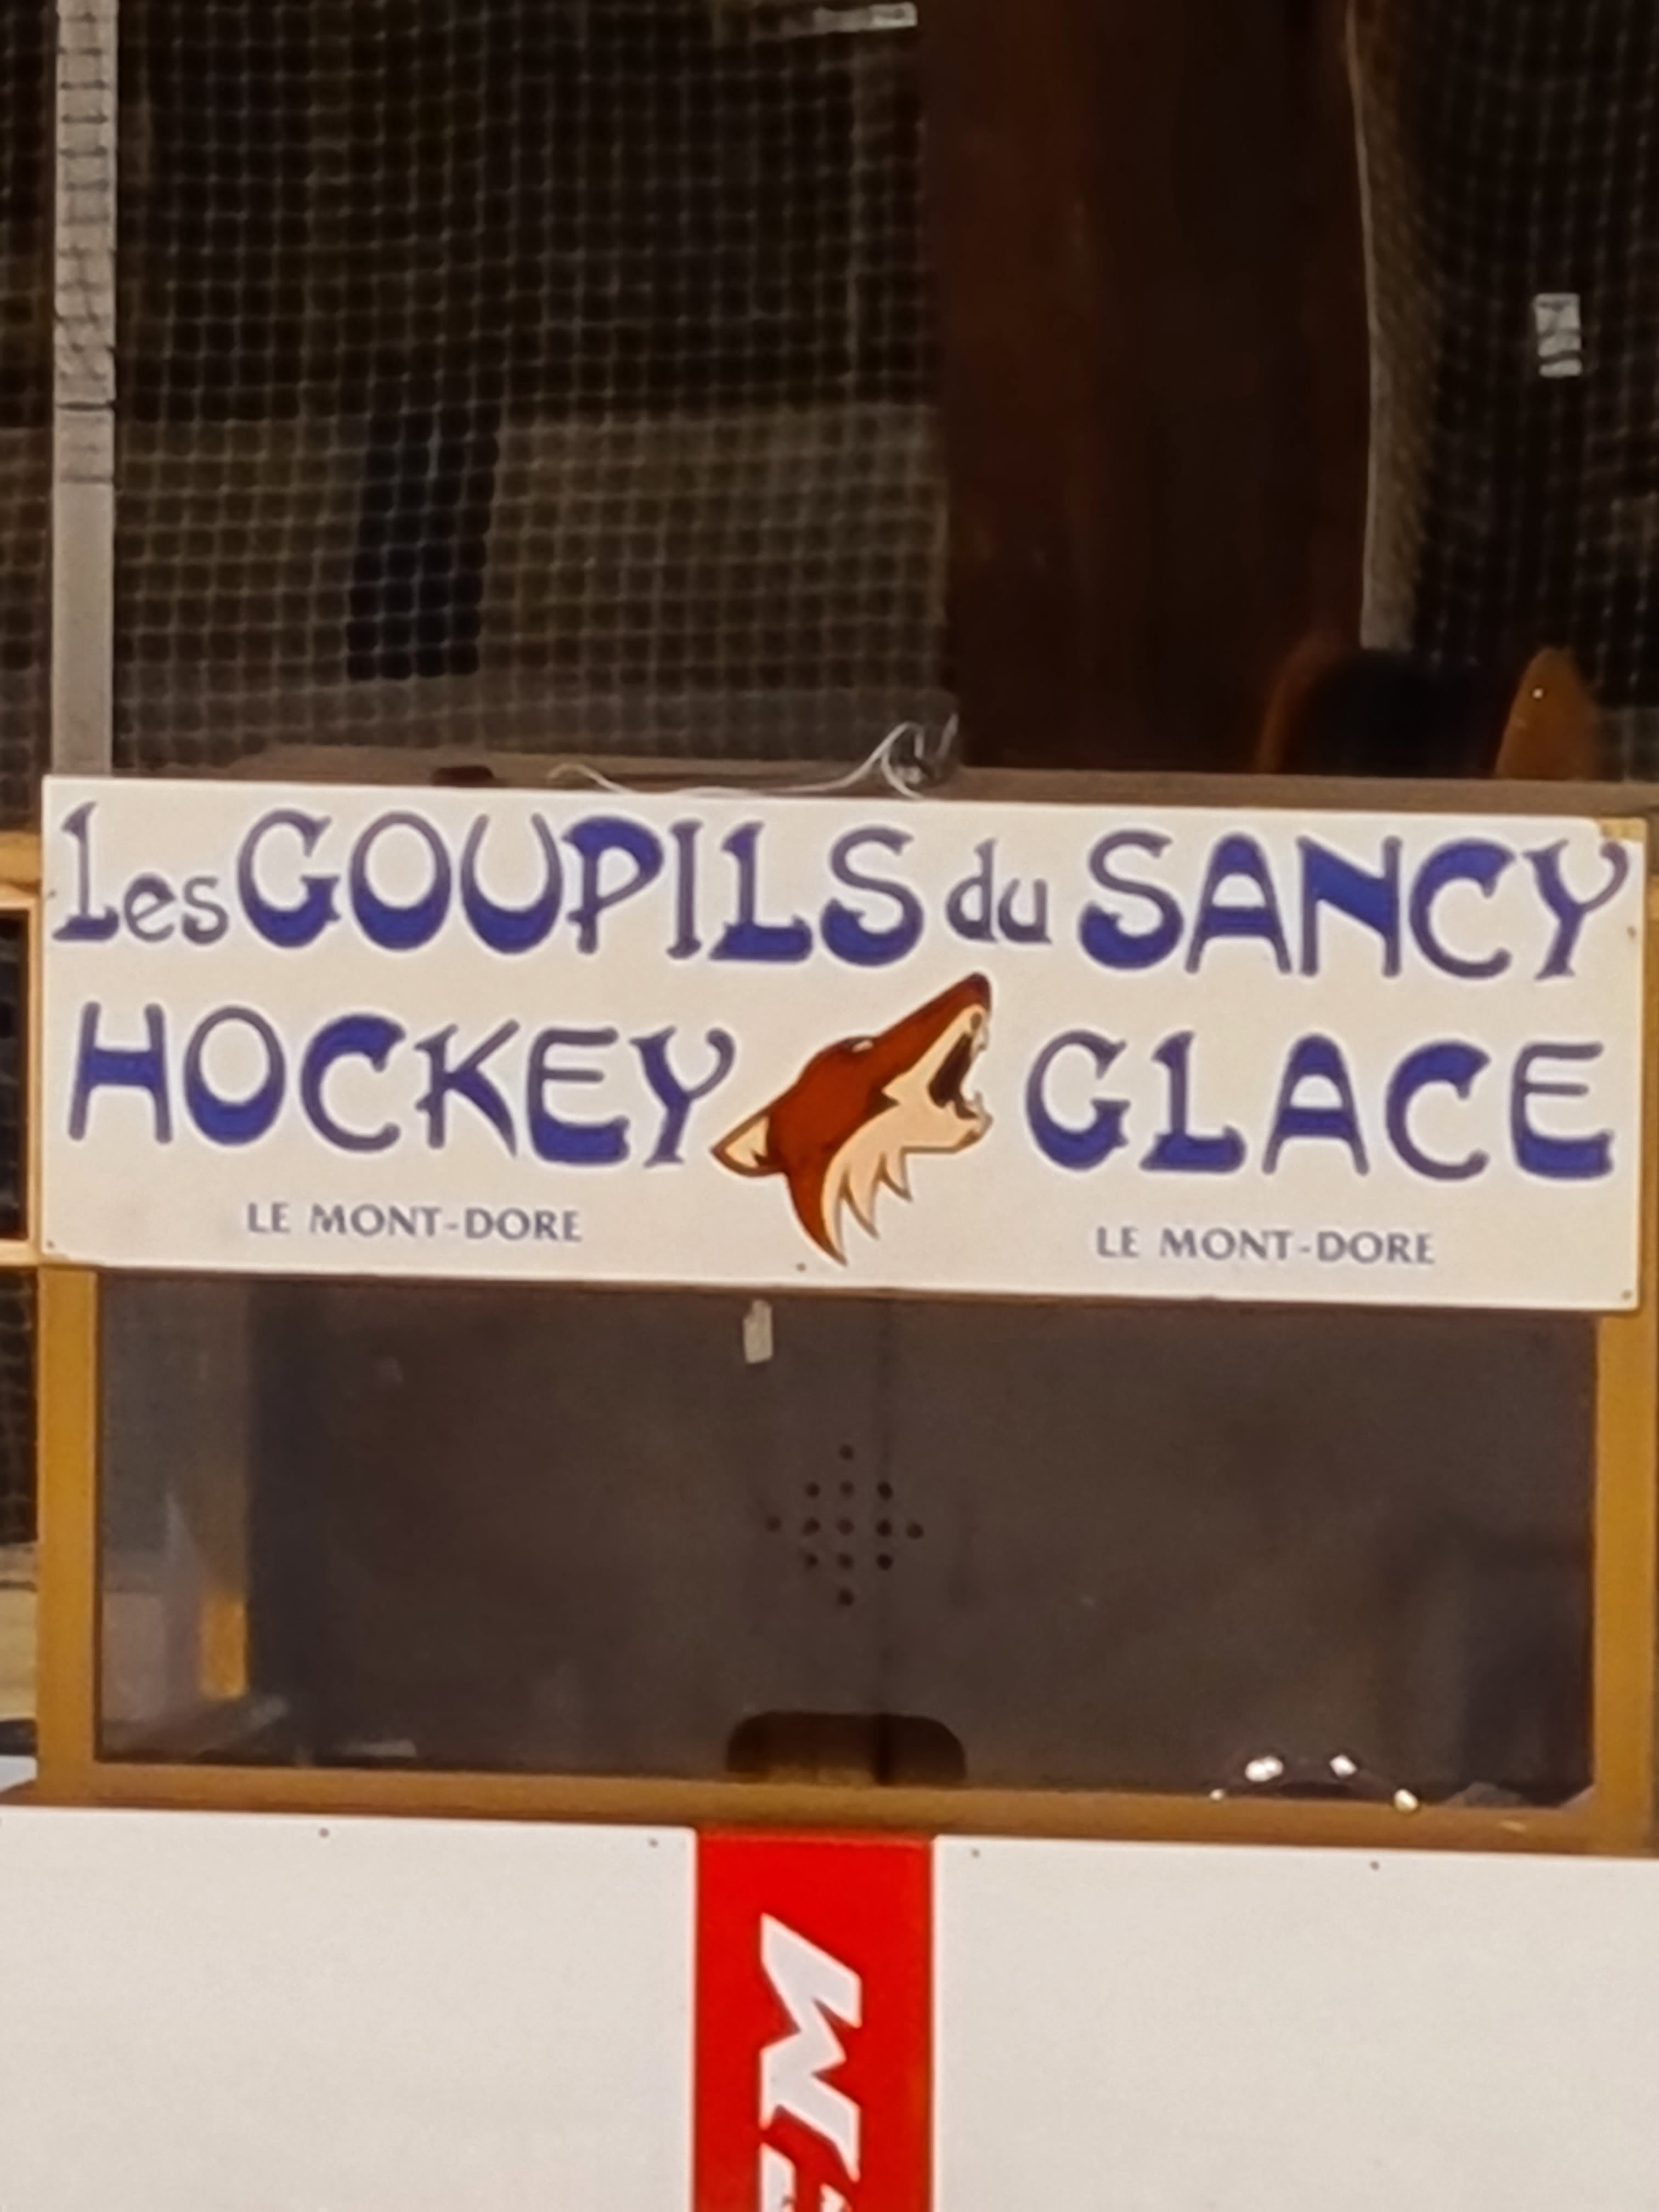 Les GOUPILS du SANCY
HOCKEY GLACE
LE MONT-DORE LE MONT-DORE